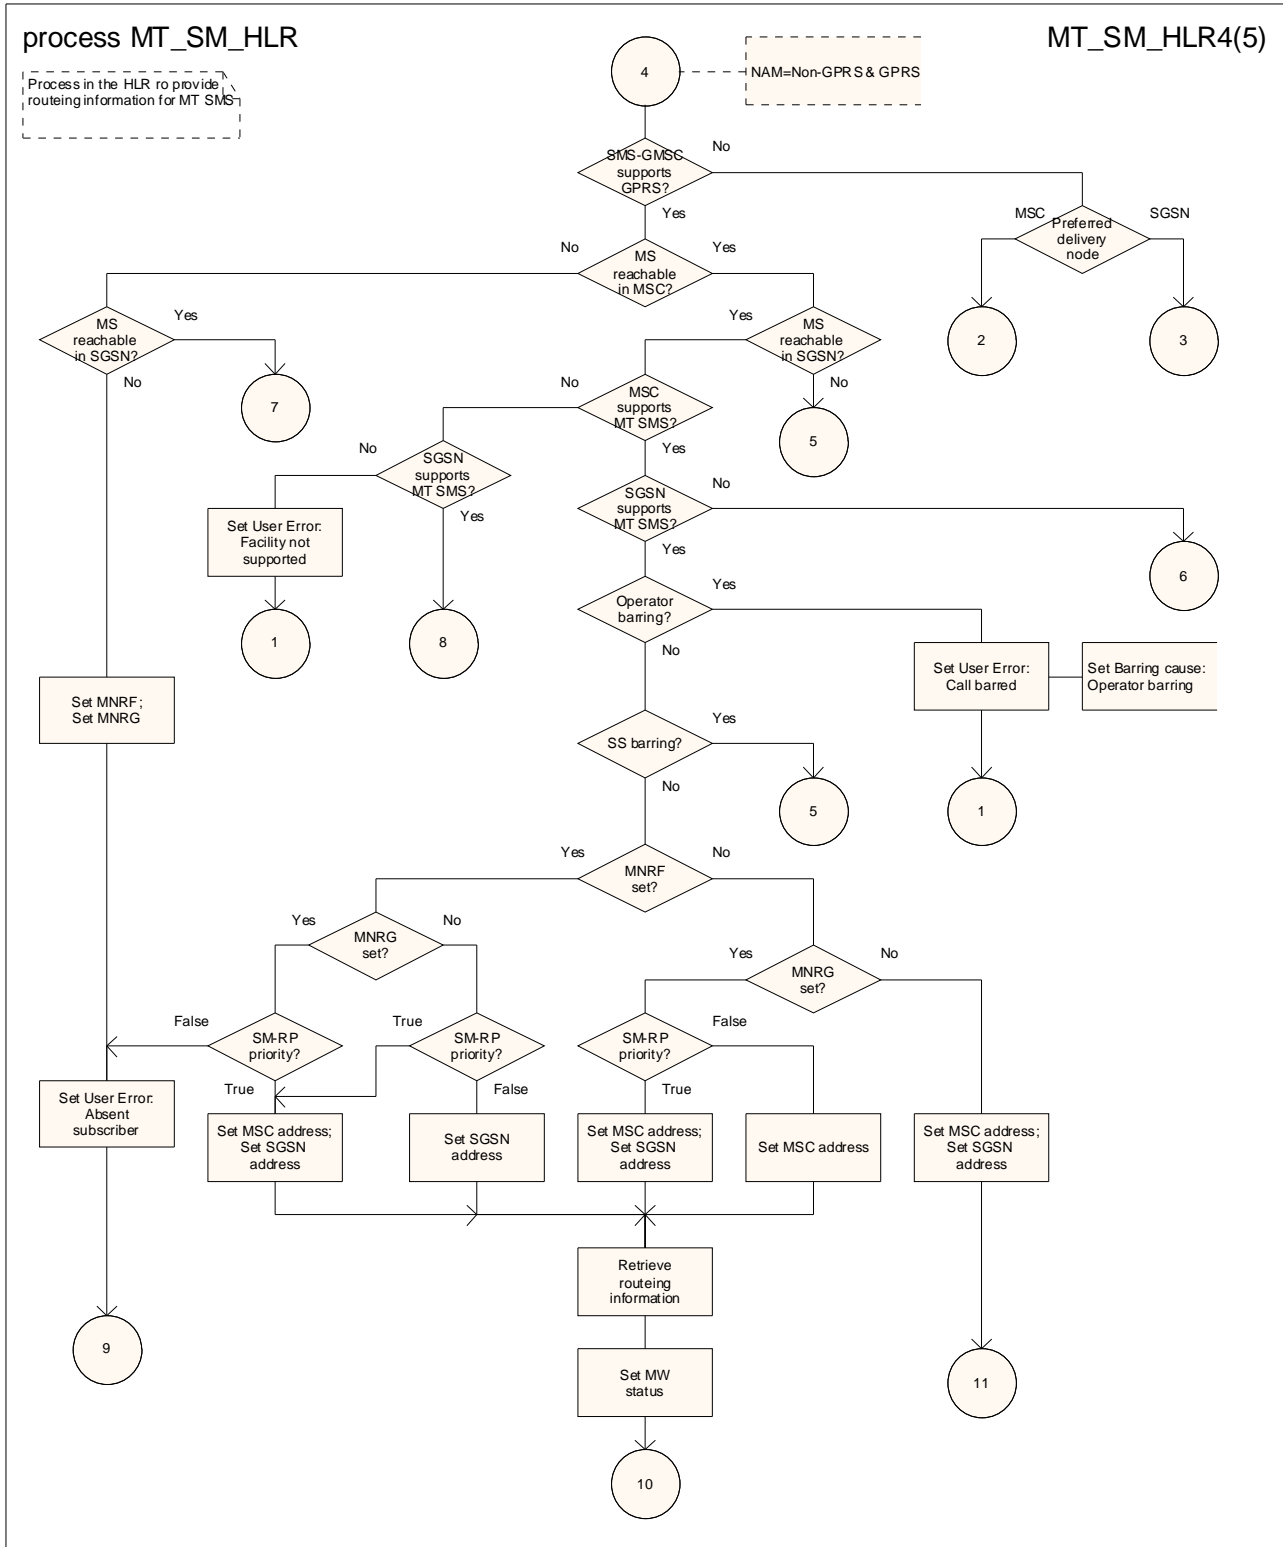 process MT_SM_HLR
MT_SM_HLR4(5)
Process in the HLR ro provide
routeing information for MT SMS
4
NAM=Non-GPRS & GPRS
SMS-GMSC
supports
GPRS?
No
Yes
MSC
SGSN
Preferred
delivery
node
No
Yes
MS
reachable
in MSC?
MS
reachable
in SGSN?
Yes
No
Yes
MS
reachable
in SGSN?
No
2
3
7
No
MSC
supports
MT SMS?
Yes
5
No
SGSN
supports
MT SMS?
Yes
SGSN
supports
MT SMS?
No
Yes
Set User Error:
Facility not
supported
6
Operator
barring?
Yes
No
1
8
Set User Error:
Call barred
Set Barring cause:
Operator barring
Set MNRF;
Set MNRG
SS barring?
Yes
No
5
1
Yes
MNRF
set?
No
Yes
MNRG
set?
No
Yes
MNRG
set?
No
False
SM-RP
priority?
True
True
SM-RP
priority?
False
SM-RP
priority?
False
True
Set User Error:
Absent
subscriber
Set MSC address;
Set SGSN
address
Set SGSN
address
Set MSC address;
Set SGSN
address
Set MSC address
Set MSC address;
Set SGSN
address
Retrieve
routeing
information
9
Set MW
status
11
10